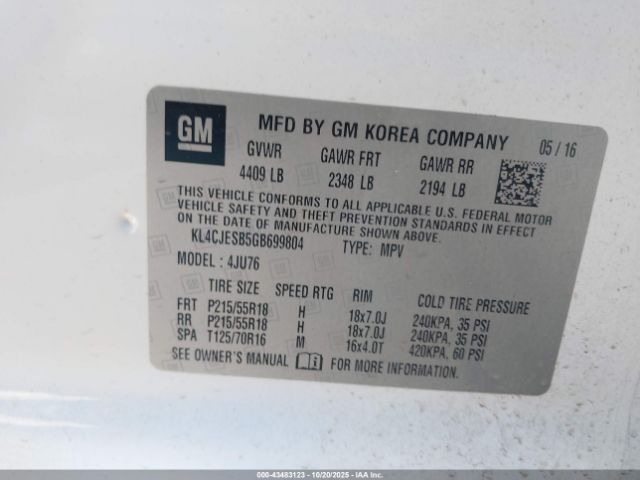 GM
MFD BY GM KOREA COMPANY 05 / 16
GVWR GAWR FRT GAWR RR
4409 LB 2348 LB 2194 LB
THIS VEHICLE CONFORMS TO ALL APPLICABLE U.S. FEDERAL MOTOR
VEHICLE SAFETY AND THEFT PREVENTION STANDARDS IN EFFECT ON
THE DATE OF MANUFACTURE SHOWN ABOVE.
KL4CJESB5GB699804 TYPE: MPV
MODEL : 4JU76
TIRE SIZE SPEED RTG RIM COLD TIRE PRESSURE
FRT P215/55R18 H 18x7.0J 240KPA, 35 PSI
RR P215/55R18 H 18x7.0J 240KPA, 35 PSI
SPA T125/70R16 M 16x4.0T 420KPA, 60 PSI
SEE OWNER'S MANUAL FOR MORE INFORMATION.
000-43483123 - 10/20/2025 - IAA Inc.